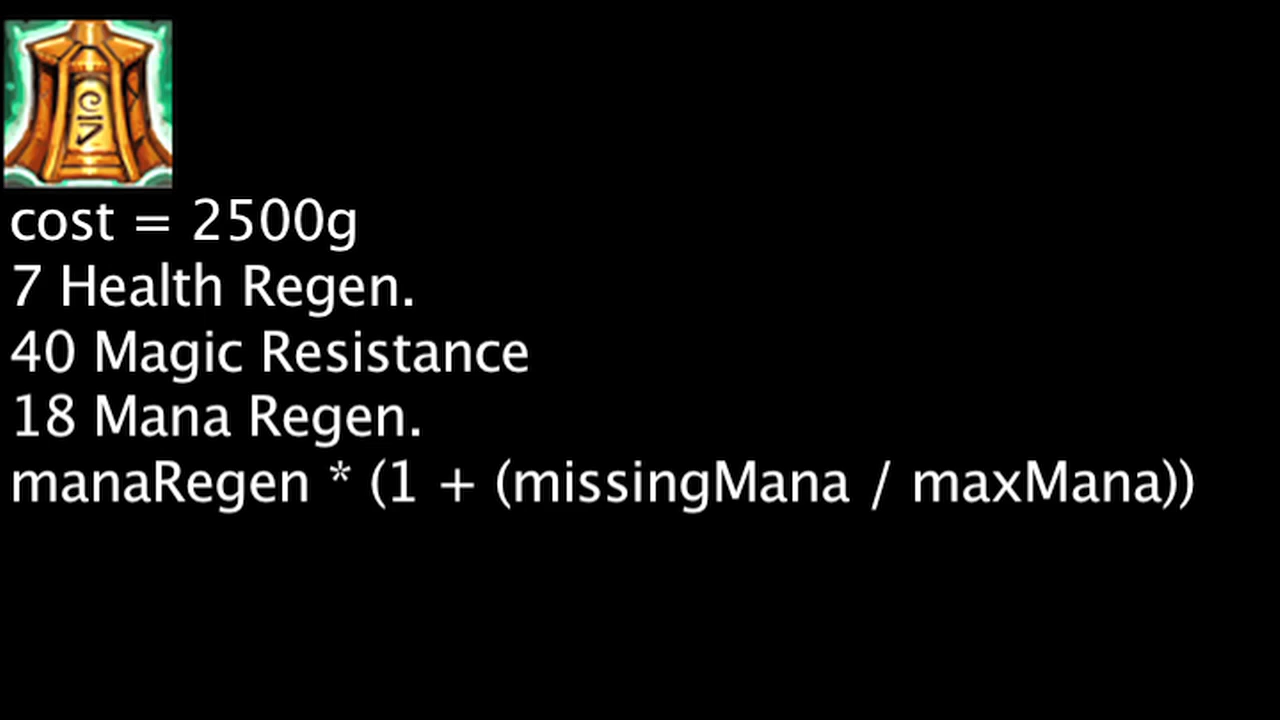 cost = 2500g
7 Health Regen.
40 Magic Resistance
18 Mana Regen.
manaRegen * (1 + (missingMana / maxMana))